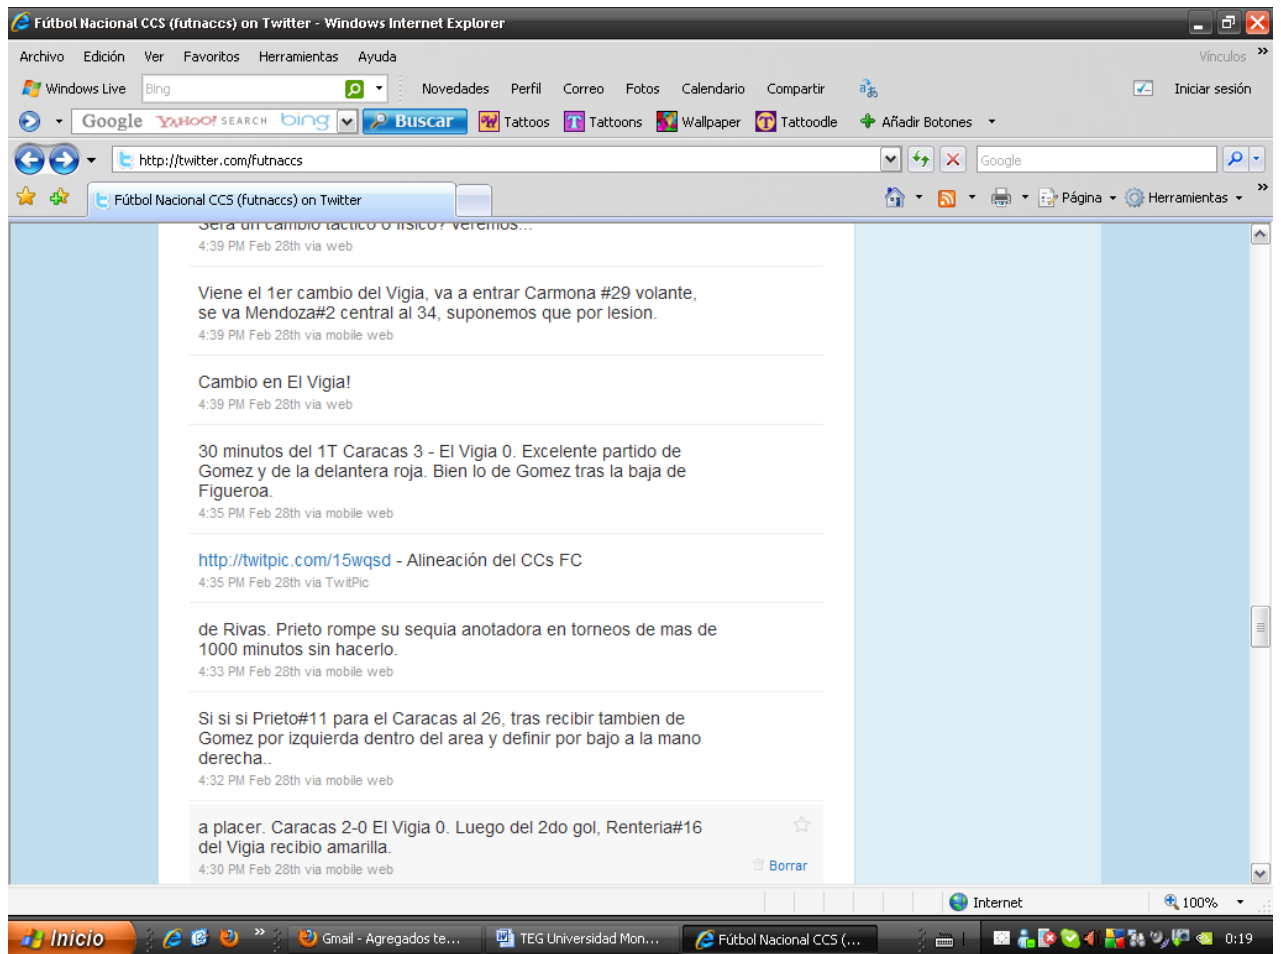 Fútbol Nacional CCS (futnaccs) on Twitter - Windows Internet Explorer
Archivo Edición Ver Favoritos Herramientas Ayuda Vínculos »
Windows Live Bing Novedades Perfil Correo Fotos Calendario Compartir Iniciar sesión
Google YAHOO! SEARCH bing Buscar Tattoos Tattoons Wallpaper Tattoodle Añadir Botones
http://twitter.com/futnaccs Google
Fútbol Nacional CCS (futnaccs) on Twitter Página Herramientas »
Será un cambio táctico o físico? Veremos...
4:39 PM Feb 28th via web
Viene el 1er cambio del Vigia, va a entrar Carmona #29 volante,
se va Mendoza#2 central al 34, suponemos que por lesion.
4:39 PM Feb 28th via mobile web
Cambio en El Vigia!
4:39 PM Feb 28th via web
30 minutos del 1T Caracas 3 - El Vigia 0. Excelente partido de
Gomez y de la delantera roja. Bien lo de Gomez tras la baja de
Figueroa.
4:35 PM Feb 28th via mobile web
http://twitpic.com/15wqsd - Alineación del CCs FC
4:35 PM Feb 28th via TwitPic
de Rivas. Prieto rompe su sequia anotadora en torneos de mas de
1000 minutos sin hacerlo.
4:33 PM Feb 28th via mobile web
Si si si Prieto#11 para el Caracas al 26, tras recibir tambien de
Gomez por izquierda dentro del area y definir por bajo a la mano
derecha..
4:32 PM Feb 28th via mobile web
a placer. Caracas 2-0 El Vigia 0. Luego del 2do gol, Renteria#16
del Vigia recibio amarilla.
Borrar
4:30 PM Feb 28th via mobile web
Internet 100%
Inicio » Gmail - Agregados te... TEG Universidad Mon... Fútbol Nacional CCS (... 0:19